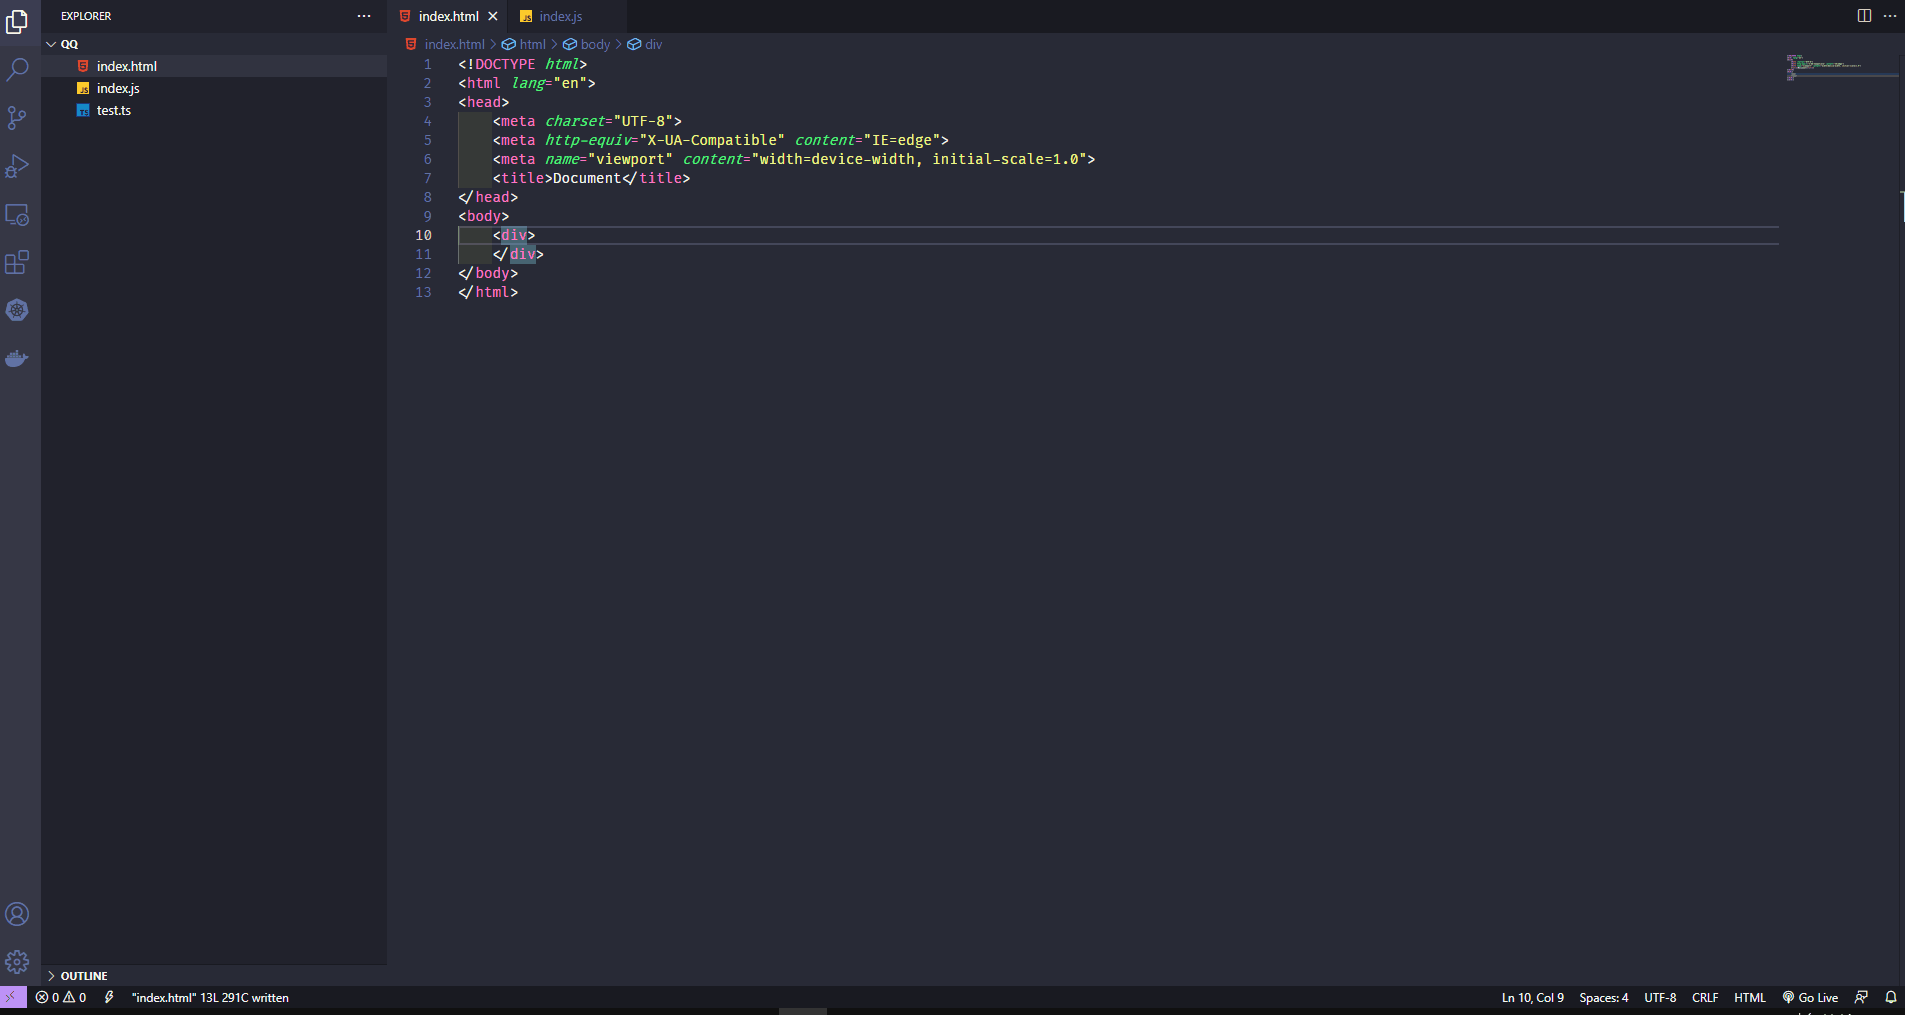 EXPLORER
QQ
index.html
index.js
test.ts
OUTLINE
index.html index.js
index.html > html > body > div
1 <!DOCTYPE html>
2 <html lang="en">
3 <head>
4 <meta charset="UTF-8">
5 <meta http-equiv="X-UA-Compatible" content="IE=edge">
6 <meta name="viewport" content="width=device-width, initial-scale=1.0">
7 <title>Document</title>
8 </head>
9 <body>
10 <div>
11 </div>
12 </body>
13 </html>
0 0 "index.html" 13L 291C written Ln 10, Col 9 Spaces: 4 UTF-8 CRLF HTML Go Live